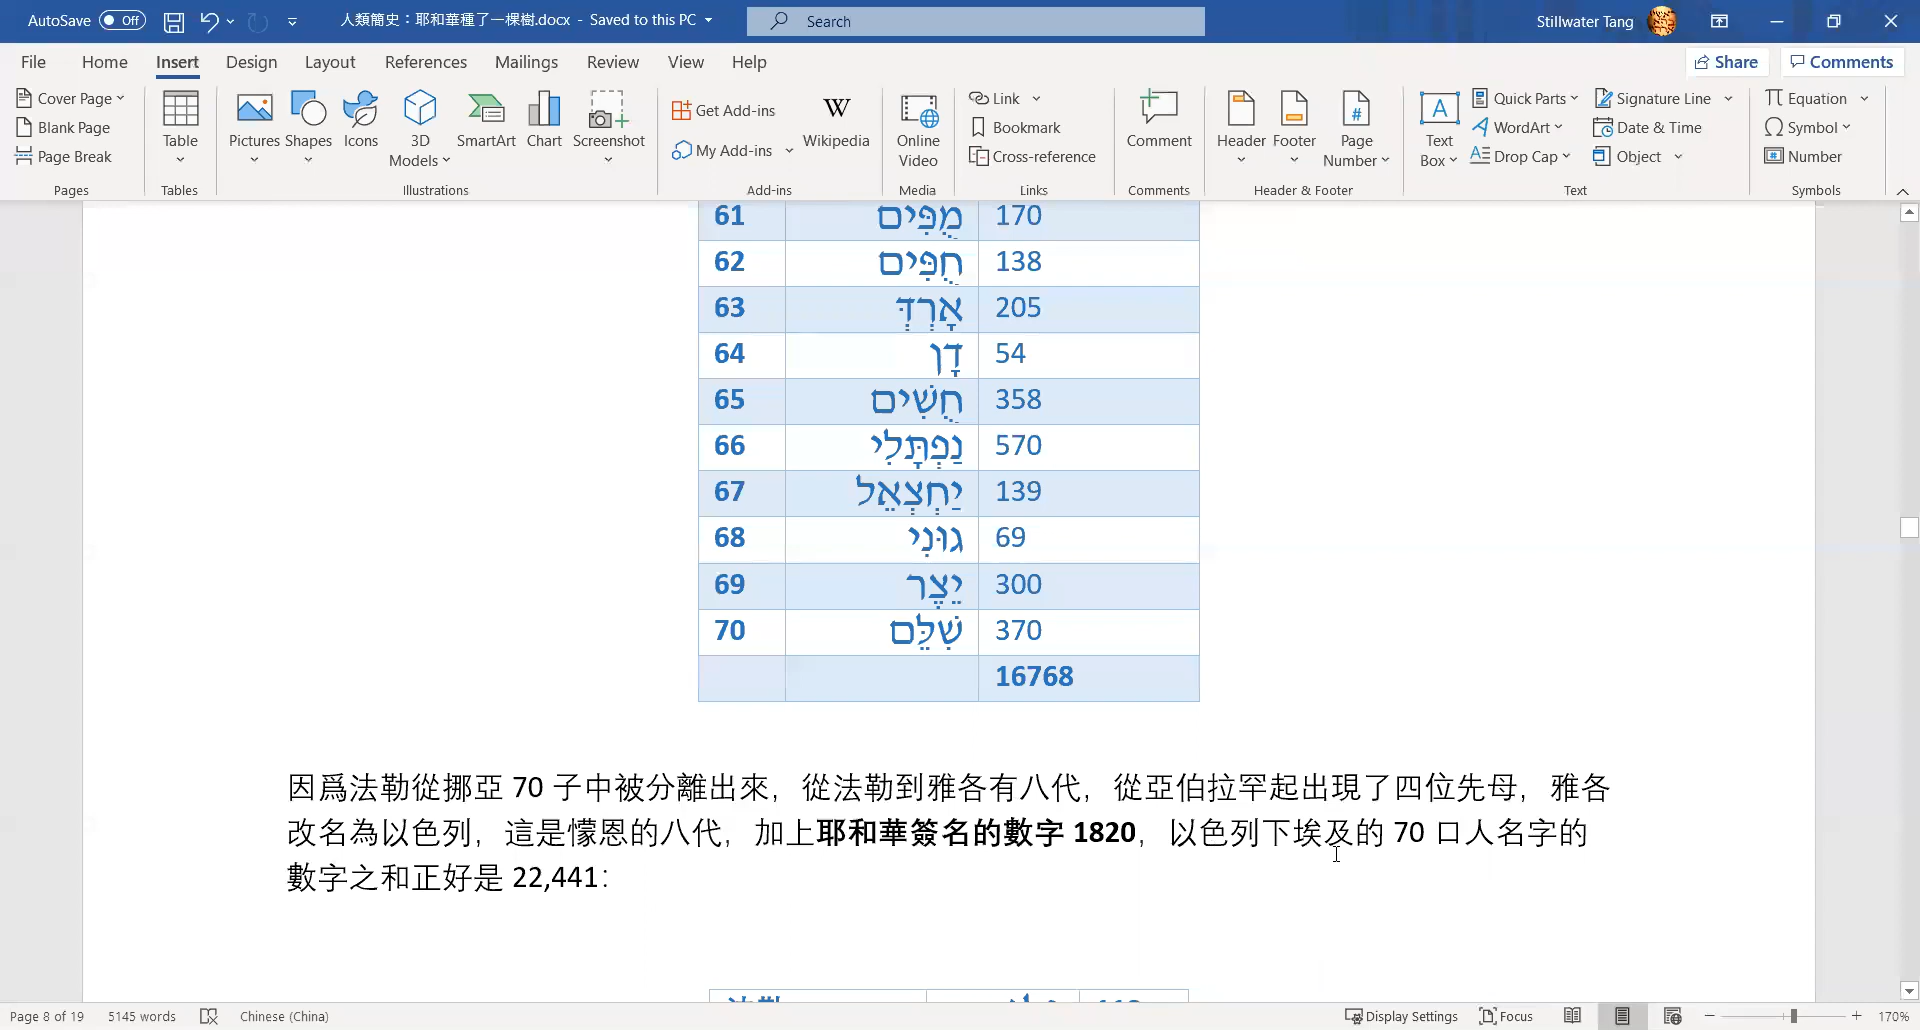 AutoSave Off 人類簡史：耶和華種了一棵樹.docx - Saved to this PC Search Stillwater Tang
File Home Insert Design Layout References Mailings Review View Help Share Comments
Cover Page
Blank Page
Page Break
Pages
Table
Tables
Pictures Shapes Icons 3D Models SmartArt Chart Screenshot
Illustrations
Get Add-ins
My Add-ins
W
Wikipedia
Add-ins
Online Video
Media
Link
Bookmark
Cross-reference
Links
Comment
Comments
Header Footer Page Number
Header & Footer
Text Box
Quick Parts
WordArt
Drop Cap
Signature Line
Date & Time
Object
Text
Equation
Symbol
Number
Symbols
61 מֻפִּים 170
62 חֻפִּים 138
63 אָרְדְּ 205
64 דָן 54
65 חֻשִׁים 358
66 נַפְתָּלִי 570
67 יַחְצְאֵל 139
68 גוּנִי 69
69 יֵצֶר 300
70 שִׁלֵּם 370
16768
因爲法勒從挪亞 70 子中被分離出來，從法勒到雅各有八代，從亞伯拉罕起出現了四位先母，雅各
改名為以色列，這是懞恩的八代，加上耶和華簽名的數字 1820，以色列下埃及的 70 口人名字的
數字之和正好是 22,441：
Page 8 of 19 5145 words Chinese (China) Display Settings Focus 170%